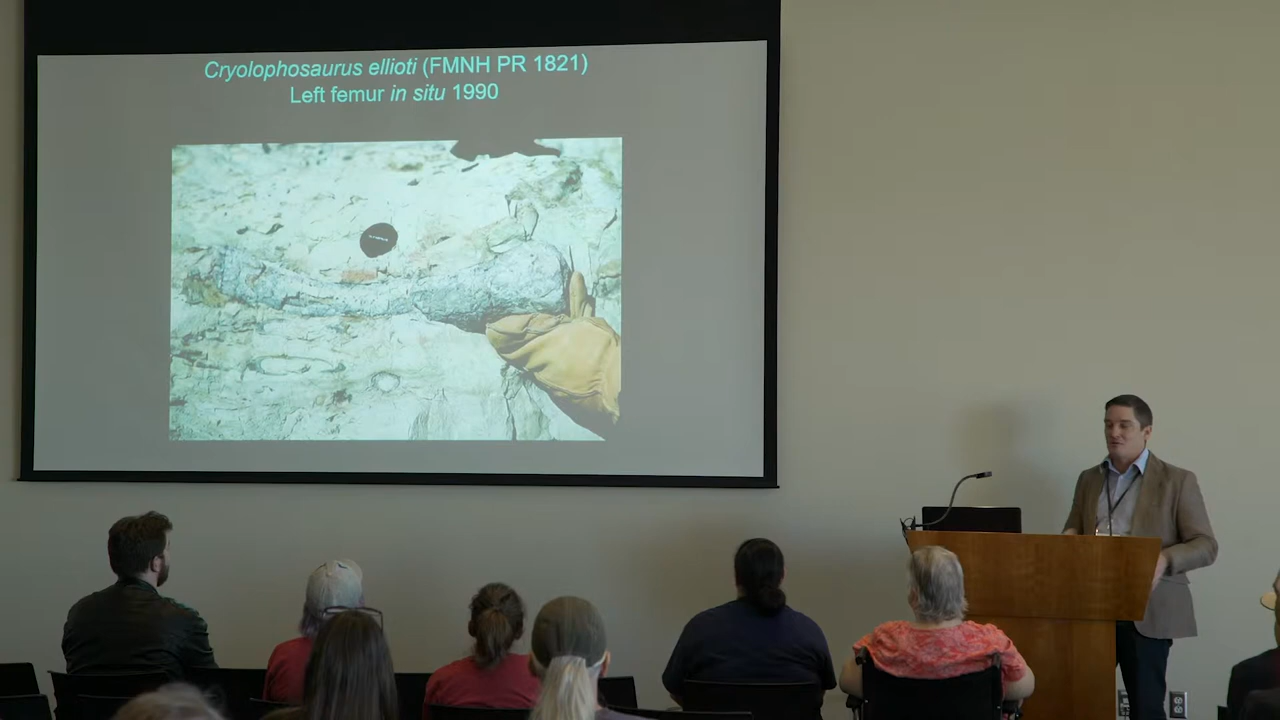 Cryolophosaurus ellioti (FMNH PR 1821)
Left femur in situ 1990